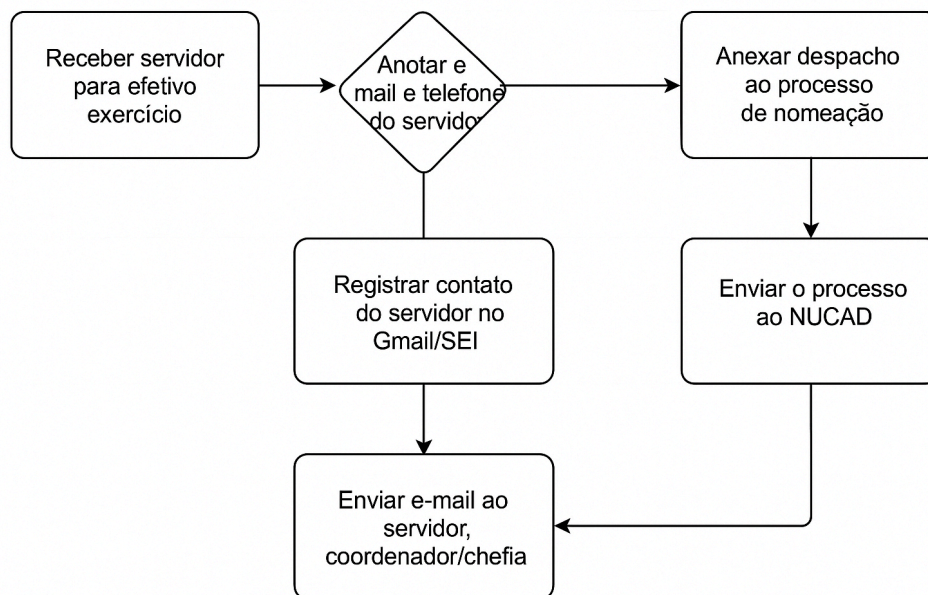 Receber servidor
para efetivo
exercício
Anotar e
mail e telefone
do servidor
Anexar despacho
ao processo
de nomeação
Registrar contato
do servidor no
Gmail/SEI
Enviar o processo
ao NUCAD
Enviar e-mail ao
servidor,
coordenador/chefia